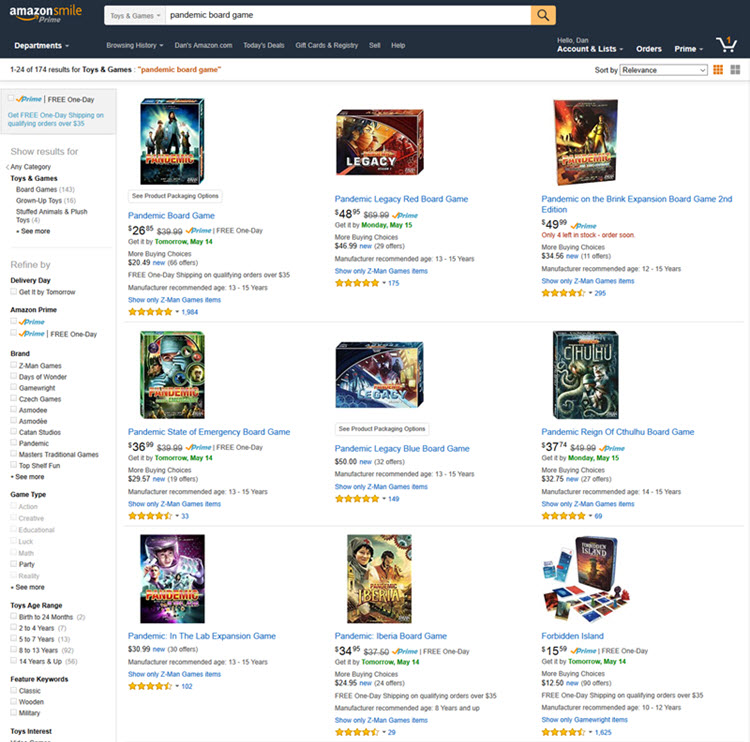 amazonsmile
Prime
Toys & Games
pandemic board game
Departments
Browsing History
Dan's Amazon.com
Today's Deals
Gift Cards & Registry
Sell
Help
Hello, Dan
Account & Lists
Orders
Prime
1
1-24 of 174 results for Toys & Games : "pandemic board game"
Sort by Relevance
Prime | FREE One-Day
Get FREE One-Day Shipping on
qualifying orders over $35
Show results for
Any Category
Toys & Games
Board Games (143)
Grown-Up Toys (16)
Stuffed Animals & Plush
Toys (4)
+ See more
Refine by
Delivery Day
Get It by Tomorrow
Amazon Prime
Prime
Prime | FREE One-Day
Brand
Z-Man Games
Days of Wonder
Gamewright
Czech Games
Asmodee
Asmodée
Catan Studios
Pandemic
Masters Traditional Games
Top Shelf Fun
+ See more
Game Type
Action
Creative
Educational
Luck
Math
Party
Reality
+ See more
Toys Age Range
Birth to 24 Months (2)
2 to 4 Years (7)
5 to 7 Years (13)
8 to 13 Years (92)
14 Years & Up (56)
Feature Keywords
Classic
Wooden
Military
Toys Interest
Video Games
PANDEMIC
See Product Packaging Options
Pandemic Board Game
$26.85 $39.99 Prime | FREE One-Day
Get it by Tomorrow, May 14
More Buying Choices
$20.49 new (66 offers)
FREE One-Day Shipping on qualifying orders over $35
Manufacturer recommended age: 13 - 15 Years
Show only Z-Man Games items
1,984
LEGACY
Pandemic Legacy Red Board Game
$48.95 $69.99 Prime
Get it by Monday, May 15
More Buying Choices
$46.99 new (29 offers)
Manufacturer recommended age: 13 - 15 Years
Show only Z-Man Games items
175
PANDEMIC
Pandemic on the Brink Expansion Board Game 2nd
Edition
$49.99 Prime
Only 4 left in stock - order soon.
More Buying Choices
$34.56 new (11 offers)
Manufacturer recommended age: 12 - 15 Years
Show only Z-Man Games items
295
PANDEMIC
Pandemic State of Emergency Board Game
$36.99 $39.99 Prime | FREE One-Day
Get it by Tomorrow, May 14
More Buying Choices
$29.57 new (19 offers)
Manufacturer recommended age: 13 - 15 Years
Show only Z-Man Games items
33
LEGACY
See Product Packaging Options
Pandemic Legacy Blue Board Game
$50.00 new (32 offers)
Manufacturer recommended age: 13 - 15 Years
Show only Z-Man Games items
149
CTHULHU
Pandemic Reign Of Cthulhu Board Game
$37.74 $49.99 Prime
Get it by Monday, May 15
More Buying Choices
$32.75 new (27 offers)
Manufacturer recommended age: 14 - 15 Years
Show only Z-Man Games items
69
PANDEMIC
Pandemic: In The Lab Expansion Game
$30.99 new (30 offers)
Manufacturer recommended age: 13 - 15 Years
Show only Z-Man Games items
102
PANDEMIC
IBERIA
Pandemic: Iberia Board Game
$34.95 $37.50 Prime | FREE One-Day
Get it by Tomorrow, May 14
More Buying Choices
$24.95 new (24 offers)
FREE One-Day Shipping on qualifying orders over $35
Manufacturer recommended age: 8 Years and up
Show only Z-Man Games items
29
FORBIDDEN
ISLAND
Forbidden Island
$15.99 Prime | FREE One-Day
Get it by Tomorrow, May 14
More Buying Choices
$12.50 new (90 offers)
FREE One-Day Shipping on qualifying orders over $35
Manufacturer recommended age: 10 - 12 Years
Show only Gamewright items
1,625